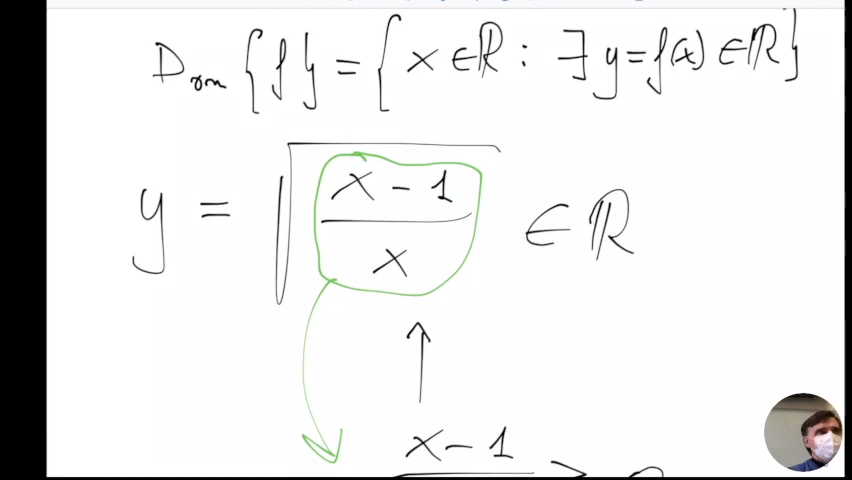 Dom {f} = { x ∈ ℝ : ∃ y = f(x) ∈ ℝ }
y = √((x - 1)/x) ∈ ℝ
x - 1